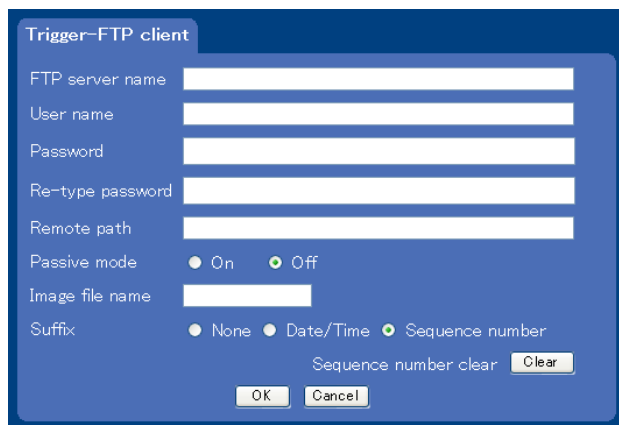 Trigger-FTP client
FTP server name
User name
Password
Re-type password
Remote path
Passive mode On Off
Image file name
Suffix None Date/Time Sequence number
Sequence number clear Clear
OK Cancel